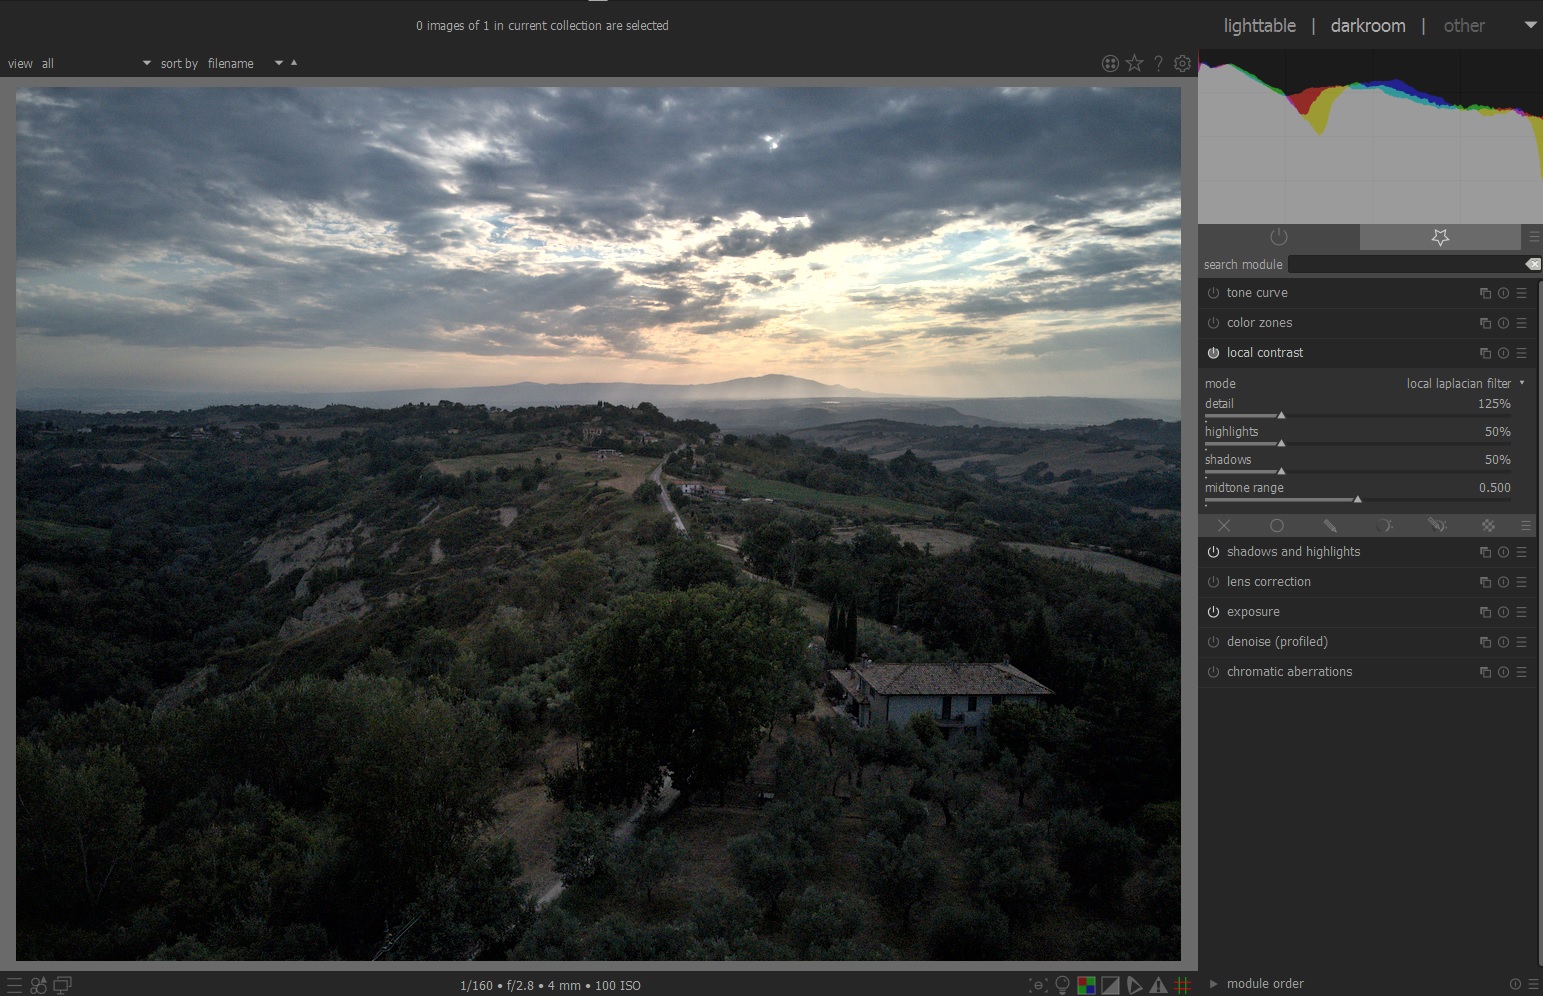 0 images of 1 in current collection are selected
lighttable | darkroom | other
view all sort by filename
search module
tone curve
color zones
local contrast
mode local laplacian filter
detail 125%
highlights 50%
shadows 50%
midtone range 0.500
shadows and highlights
lens correction
exposure
denoise (profiled)
chromatic aberrations
1/160 • f/2.8 • 4 mm • 100 ISO
module order